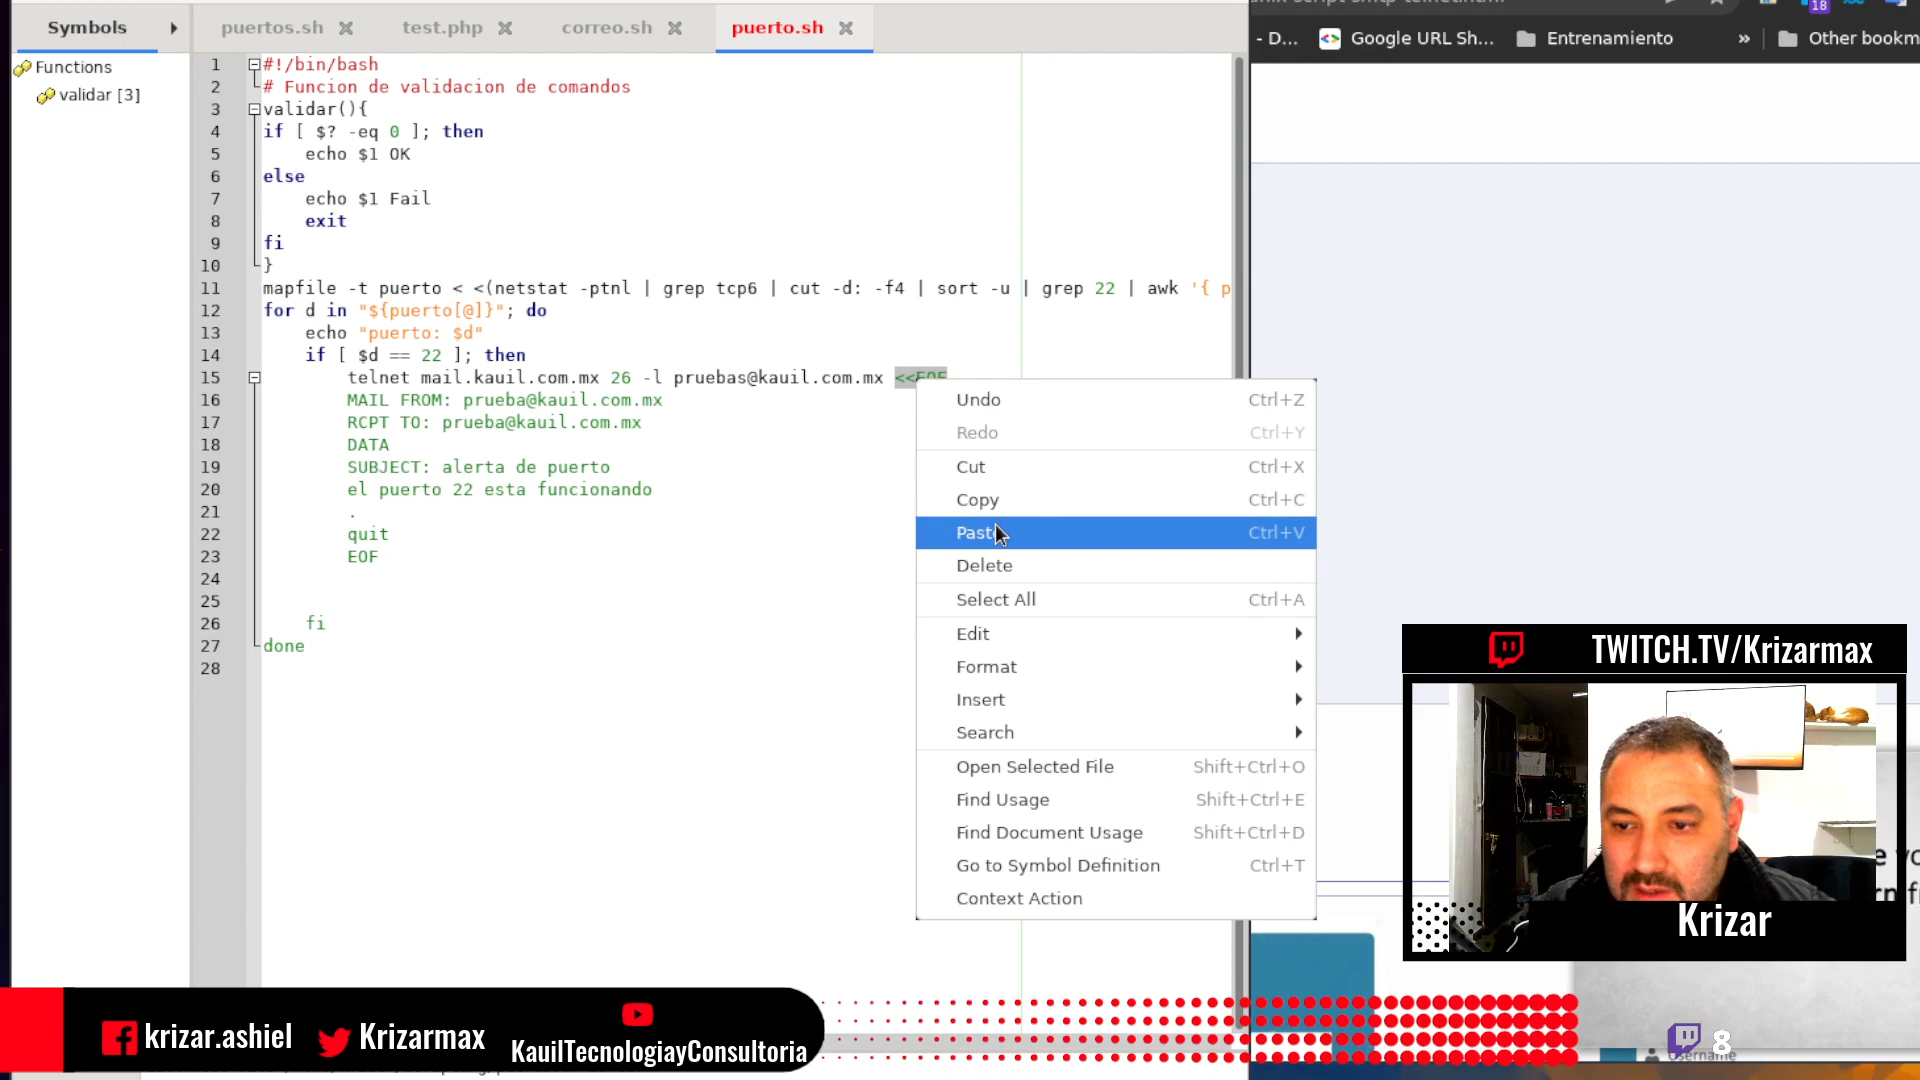 Symbols
puertos.sh
test.php
correo.sh
puerto.sh
18
- D...
Google URL Sh...
Entrenamiento
»
Other bookm
Functions
validar [3]
1 #!/bin/bash
2 # Funcion de validacion de comandos
3 validar(){
4 if [ $? -eq 0 ]; then
5 echo $1 OK
6 else
7 echo $1 Fail
8 exit
9 fi
10 }
11 mapfile -t puerto < <(netstat -ptnl | grep tcp6 | cut -d: -f4 | sort -u | grep 22 | awk '{ p
12 for d in "${puerto[@]}"; do
13 echo "puerto: $d"
14 if [ $d == 22 ]; then
15 telnet mail.kauil.com.mx 26 -l pruebas@kauil.com.mx <<EOF
16 MAIL FROM: prueba@kauil.com.mx
17 RCPT TO: prueba@kauil.com.mx
18 DATA
19 SUBJECT: alerta de puerto
20 el puerto 22 esta funcionando
21 .
22 quit
23 EOF
24
25
26 fi
27 done
28
Undo Ctrl+Z
Redo Ctrl+Y
Cut Ctrl+X
Copy Ctrl+C
Paste Ctrl+V
Delete
Select All Ctrl+A
Edit
Format
Insert
Search
Open Selected File Shift+Ctrl+O
Find Usage Shift+Ctrl+E
Find Document Usage Shift+Ctrl+D
Go to Symbol Definition Ctrl+T
Context Action
TWITCH.TV/Krizarmax
Krizar
krizar.ashiel
Krizarmax
KauilTecnologiayConsultoria
8
Username